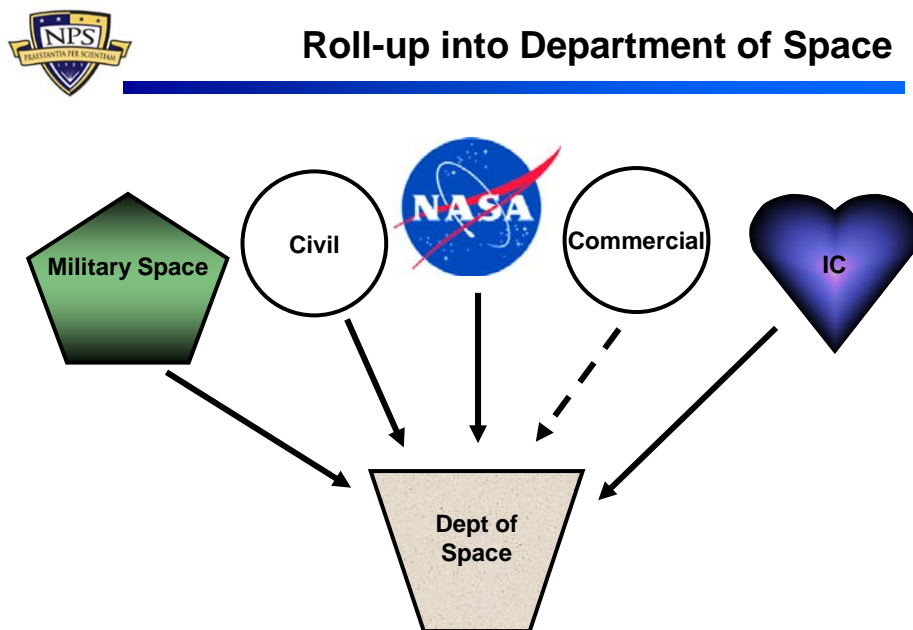 NPS
PRAESTANTIA PER SCIENTIAM
Roll-up into Department of Space
Military Space
Civil
NASA
Commercial
IC
Dept of
Space